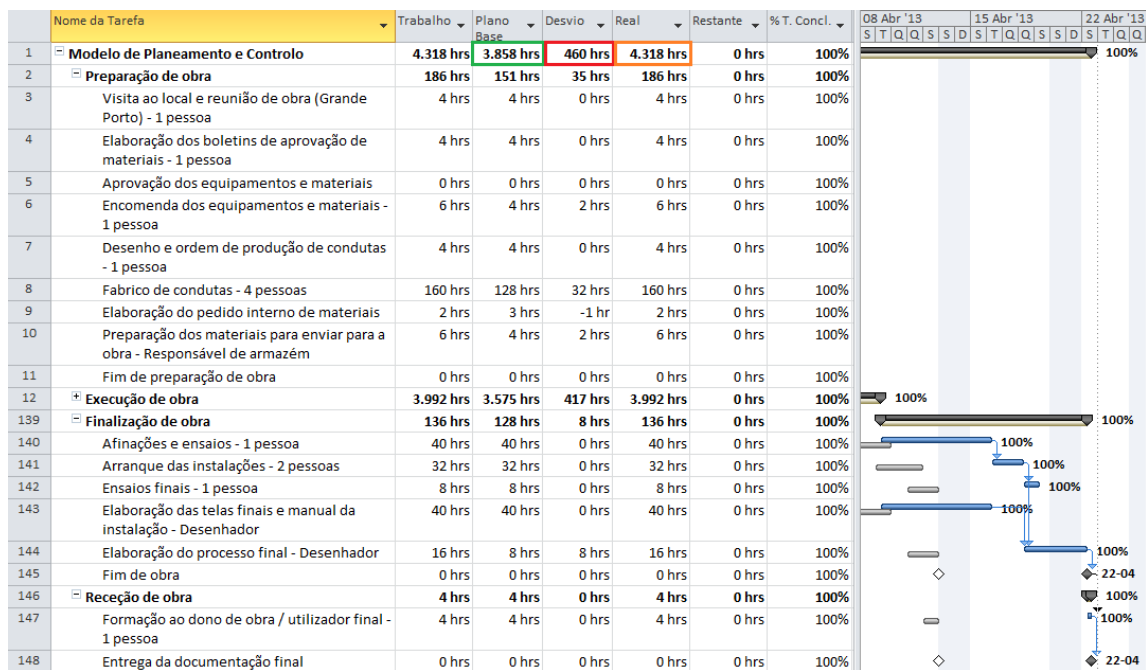 Nome da Tarefa Trabalho Plano Base Desvio Real Restante % T. Concl. 08 Abr '13 15 Abr '13 22 Abr '13
S T Q Q S S D S T Q Q S S D S T Q Q
1 Modelo de Planeamento e Controlo 4.318 hrs 3.858 hrs 460 hrs 4.318 hrs 0 hrs 100% 100%
2 Preparação de obra 186 hrs 151 hrs 35 hrs 186 hrs 0 hrs 100%
3 Visita ao local e reunião de obra (Grande 4 hrs 4 hrs 0 hrs 4 hrs 0 hrs 100%
Porto) - 1 pessoa
4 Elaboração dos boletins de aprovação de 4 hrs 4 hrs 0 hrs 4 hrs 0 hrs 100%
materiais - 1 pessoa
5 Aprovação dos equipamentos e materiais 0 hrs 0 hrs 0 hrs 0 hrs 0 hrs 100%
6 Encomenda dos equipamentos e materiais - 6 hrs 4 hrs 2 hrs 6 hrs 0 hrs 100%
1 pessoa
7 Desenho e ordem de produção de condutas 4 hrs 4 hrs 0 hrs 4 hrs 0 hrs 100%
- 1 pessoa
8 Fabrico de condutas - 4 pessoas 160 hrs 128 hrs 32 hrs 160 hrs 0 hrs 100%
9 Elaboração do pedido interno de materiais 2 hrs 3 hrs -1 hr 2 hrs 0 hrs 100%
10 Preparação dos materiais para enviar para a 6 hrs 4 hrs 2 hrs 6 hrs 0 hrs 100%
obra - Responsável de armazém
11 Fim de preparação de obra 0 hrs 0 hrs 0 hrs 0 hrs 0 hrs 100%
12 Execução de obra 3.992 hrs 3.575 hrs 417 hrs 3.992 hrs 0 hrs 100% 100%
139 Finalização de obra 136 hrs 128 hrs 8 hrs 136 hrs 0 hrs 100% 100%
140 Afinações e ensaios - 1 pessoa 40 hrs 40 hrs 0 hrs 40 hrs 0 hrs 100% 100%
141 Arranque das instalações - 2 pessoas 32 hrs 32 hrs 0 hrs 32 hrs 0 hrs 100% 100%
142 Ensaios finais - 1 pessoa 8 hrs 8 hrs 0 hrs 8 hrs 0 hrs 100% 100%
143 Elaboração das telas finais e manual da 40 hrs 40 hrs 0 hrs 40 hrs 0 hrs 100% 100%
instalação - Desenhador
144 Elaboração do processo final - Desenhador 16 hrs 8 hrs 8 hrs 16 hrs 0 hrs 100% 100%
145 Fim de obra 0 hrs 0 hrs 0 hrs 0 hrs 0 hrs 100% 22-04
146 Receção de obra 4 hrs 4 hrs 0 hrs 4 hrs 0 hrs 100% 100%
147 Formação ao dono de obra / utilizador final - 4 hrs 4 hrs 0 hrs 4 hrs 0 hrs 100% 100%
1 pessoa
148 Entrega da documentação final 0 hrs 0 hrs 0 hrs 0 hrs 0 hrs 100% 22-04